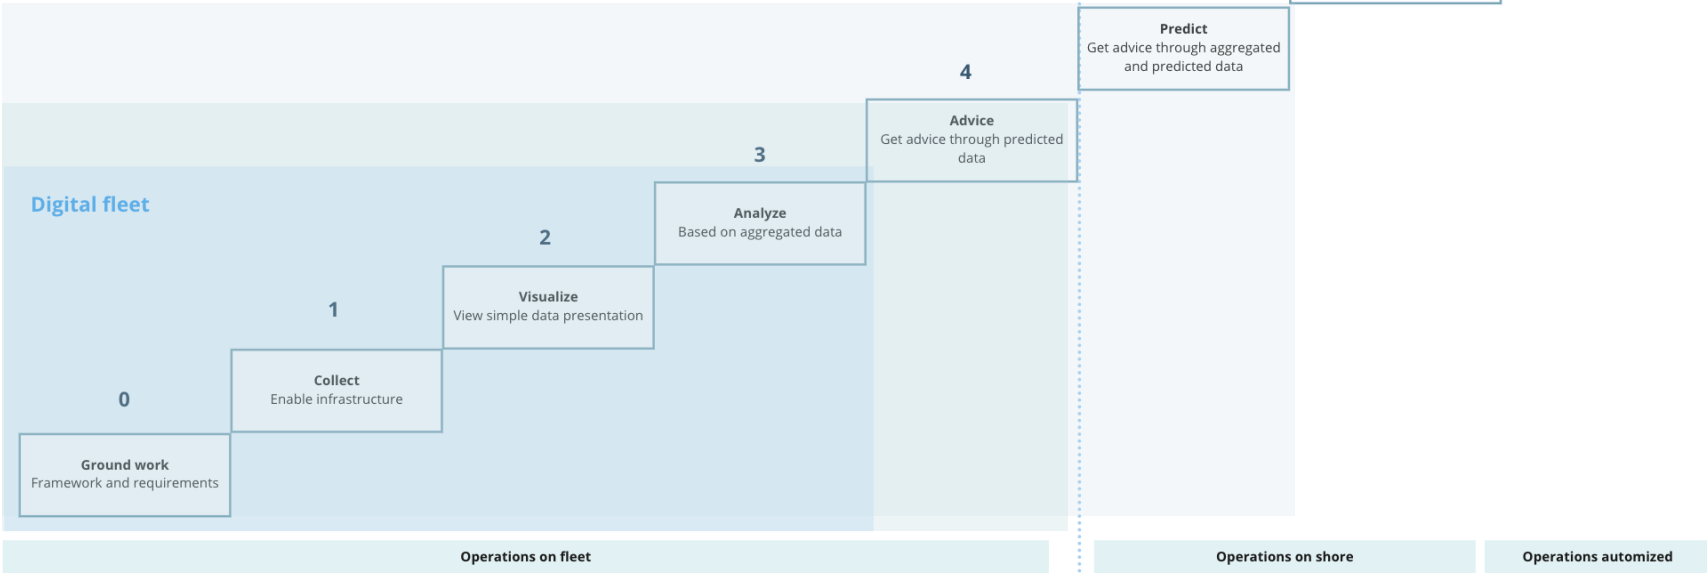 Predict
Get advice through aggregated
and predicted data
4
Advice
Get advice through predicted
data
3
Digital fleet
Analyze
Based on aggregated data
2
Visualize
View simple data presentation
1
Collect
Enable infrastructure
0
Ground work
Framework and requirements
Operations on fleet
Operations on shore
Operations automized